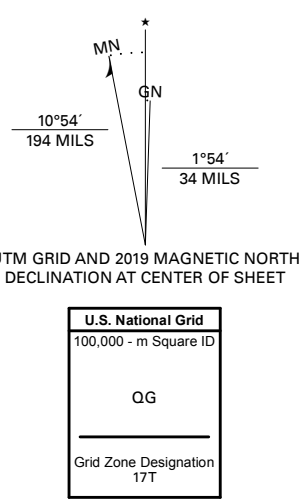 ★
MN
GN
10°54´
194 MILS
1°54´
34 MILS
UTM GRID AND 2019 MAGNETIC NORTH
DECLINATION AT CENTER OF SHEET
U.S. National Grid
100,000 - m Square ID
QG
Grid Zone Designation
17T